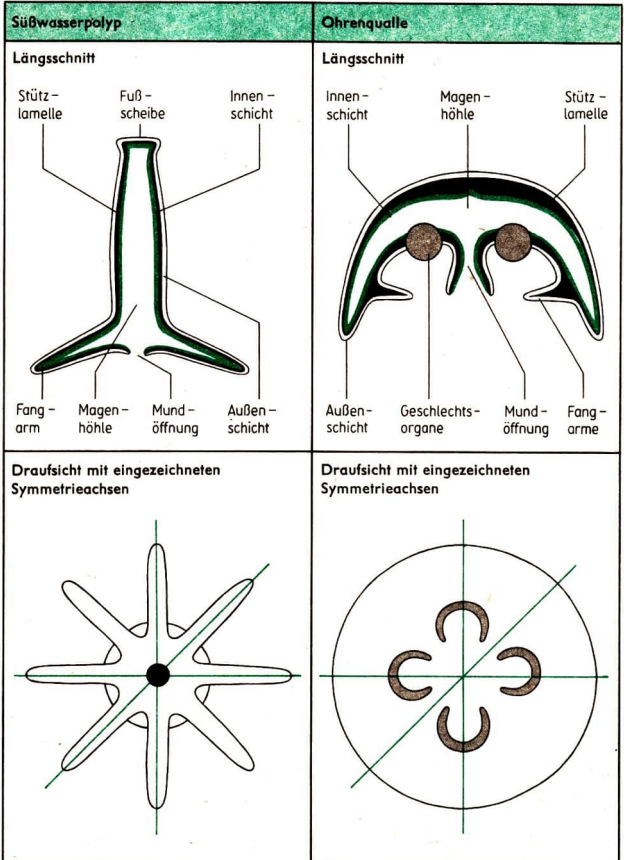 Süßwasserpolyp
Längsschnitt
Stütz-
lamelle
Fuß-
scheibe
Innen-
schicht
Fang-
arm
Magen-
höhle
Mund-
öffnung
Außen-
schicht
Draufsicht mit eingezeichneten
Symmetrieachsen
Ohrenqualle
Längsschnitt
Innen-
schicht
Magen-
höhle
Stütz-
lamelle
Außen-
schicht
Geschlechts-
organe
Mund-
öffnung
Fang-
arme
Draufsicht mit eingezeichneten
Symmetrieachsen